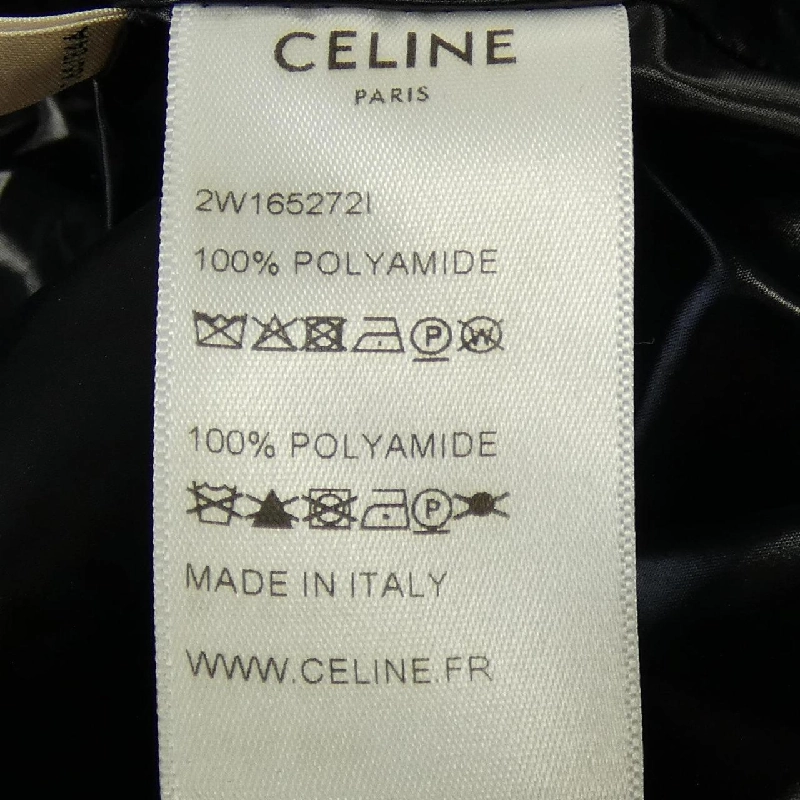 CELINE
PARIS
2W165272I
100% POLYAMIDE
P W
100% POLYAMIDE
P
MADE IN ITALY
WWW.CELINE.FR